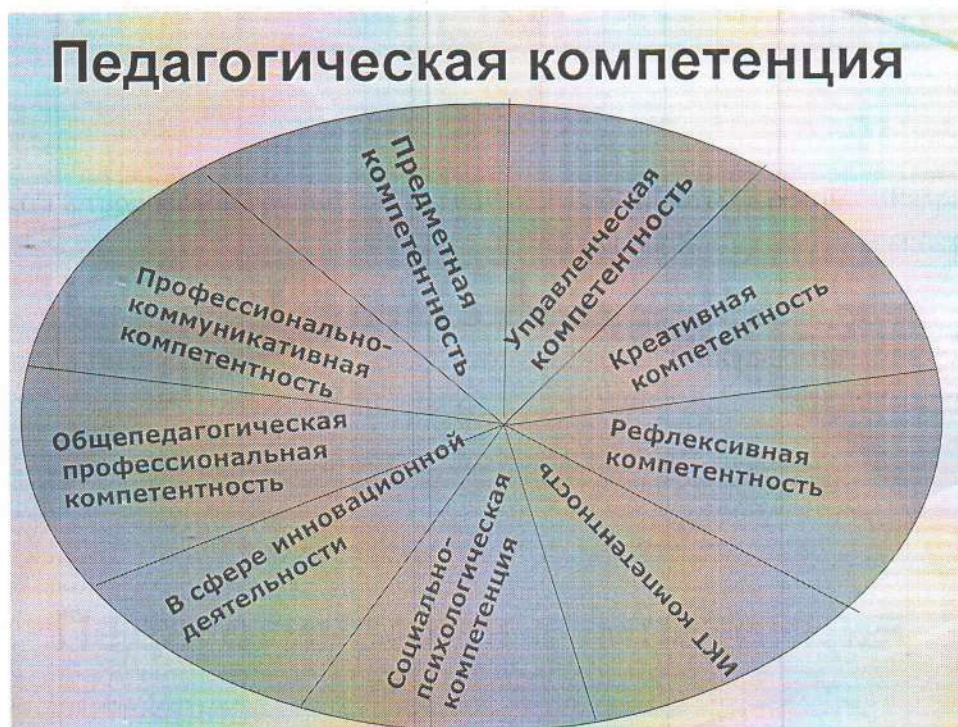 Педагогическая компетенция
Предметная
компетентность
Управленческая
компетентность
Креативная
компетентность
Рефлексивная
компетентность
ИКТ компетентность
Социально-
психологическая
компетенция
В сфере инновационной
деятельности
Общепедагогическая
профессиональная
компетентность
Профессионально-
коммуникативная
компетентность